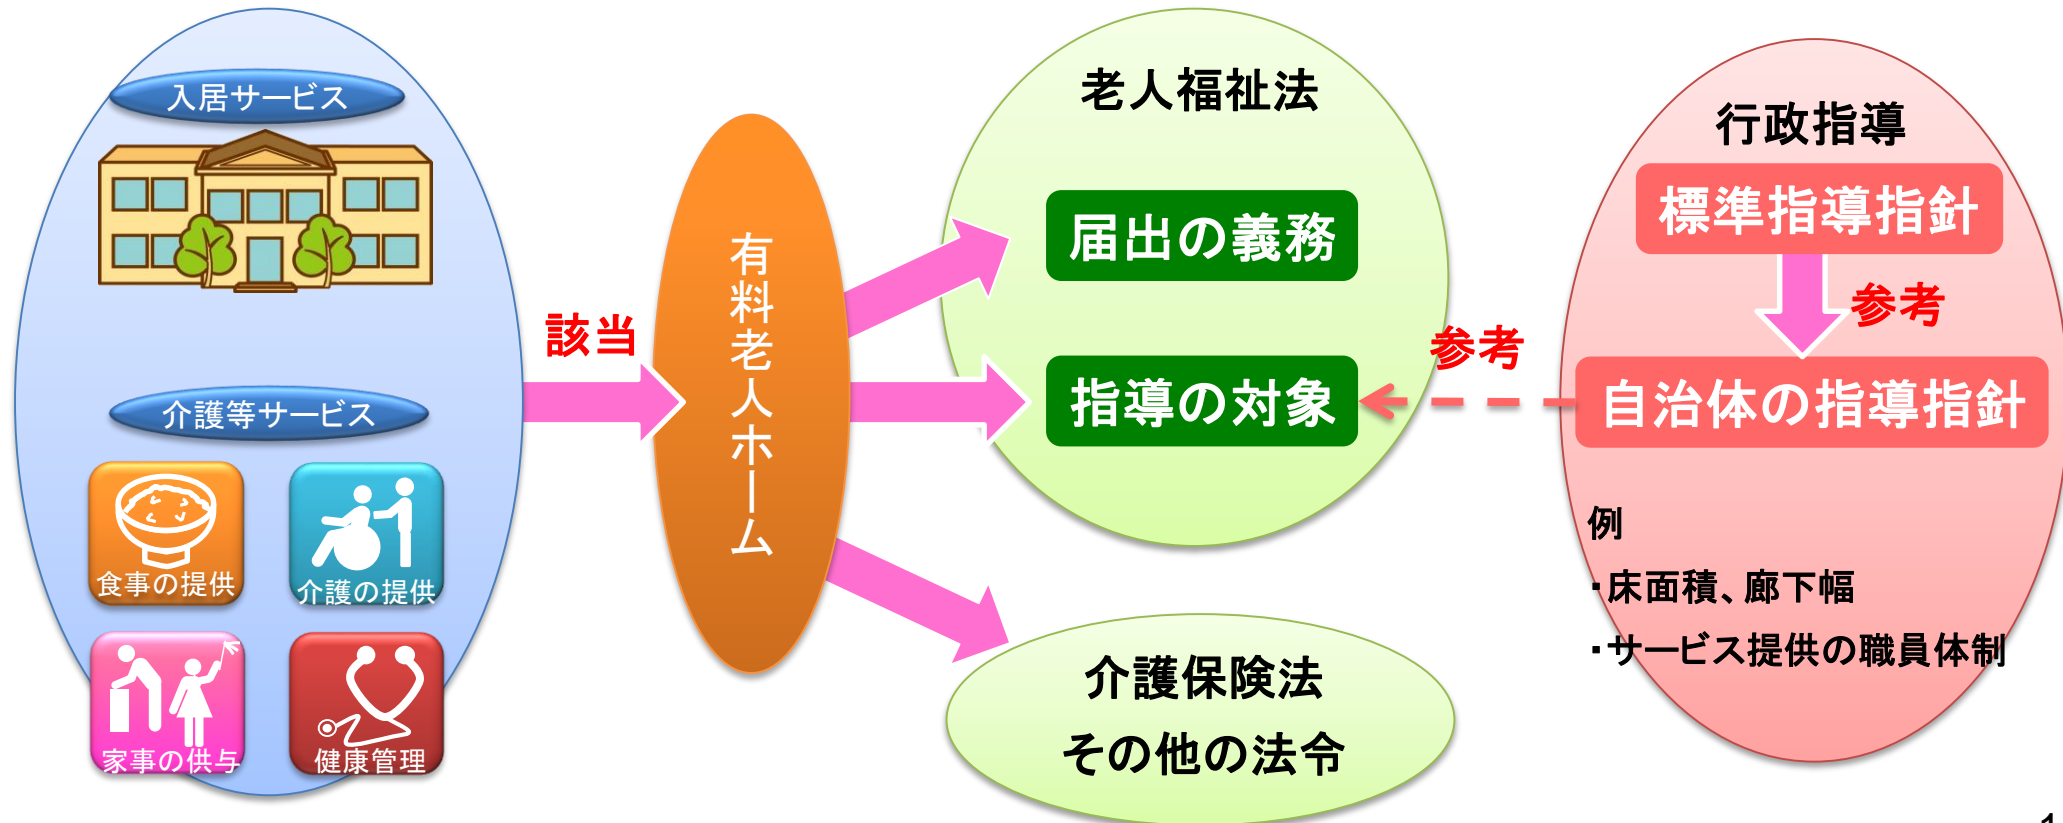 入居サービス
介護等サービス
食事の提供
介護の提供
家事の供与
健康管理
該当
有料老人ホーム
老人福祉法
届出の義務
指導の対象
介護保険法
その他の法令
参考
行政指導
標準指導指針
参考
自治体の指導指針
例
・床面積、廊下幅
・サービス提供の職員体制
1